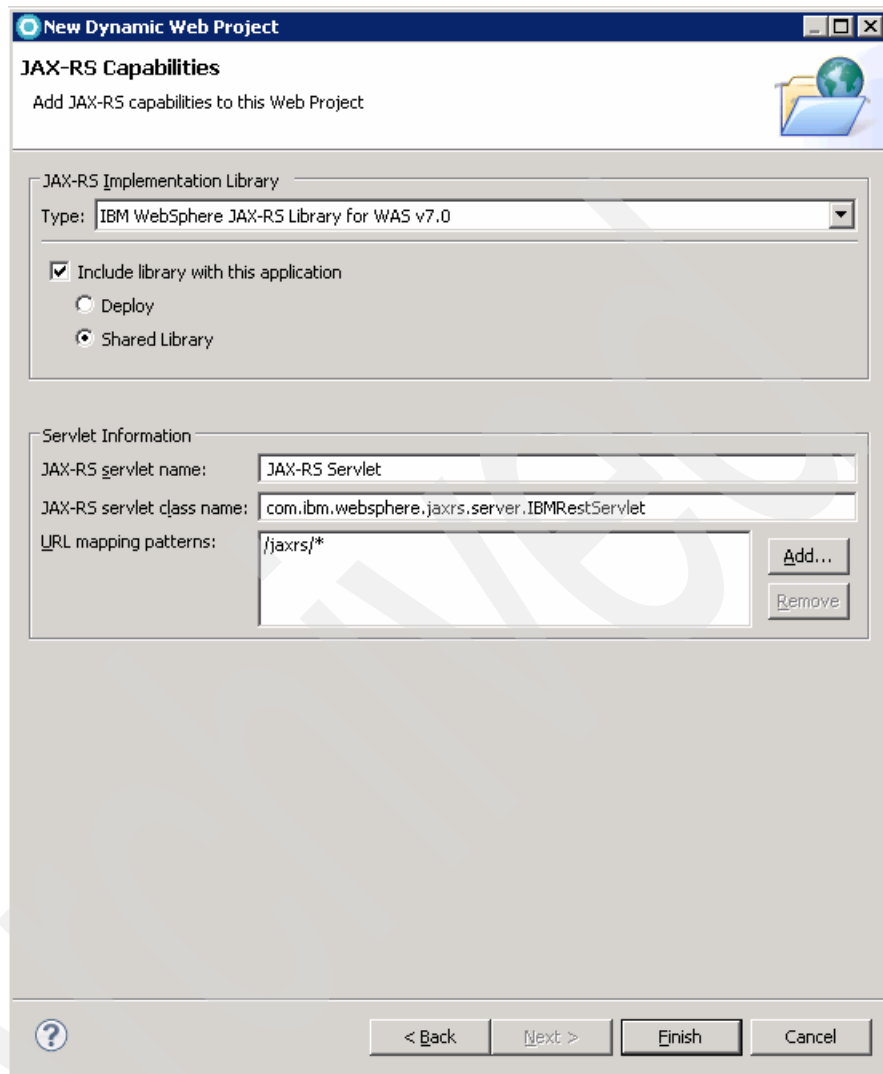 New Dynamic Web Project
JAX-RS Capabilities
Add JAX-RS capabilities to this Web Project
JAX-RS Implementation Library
Type: IBM WebSphere JAX-RS Library for WAS v7.0
Include library with this application
Deploy
Shared Library
Servlet Information
JAX-RS servlet name: JAX-RS Servlet
JAX-RS servlet class name: com.ibm.websphere.jaxrs.server.IBMRestServlet
URL mapping patterns: /jaxrs/*
Add...
Remove
? < Back Next > Finish Cancel